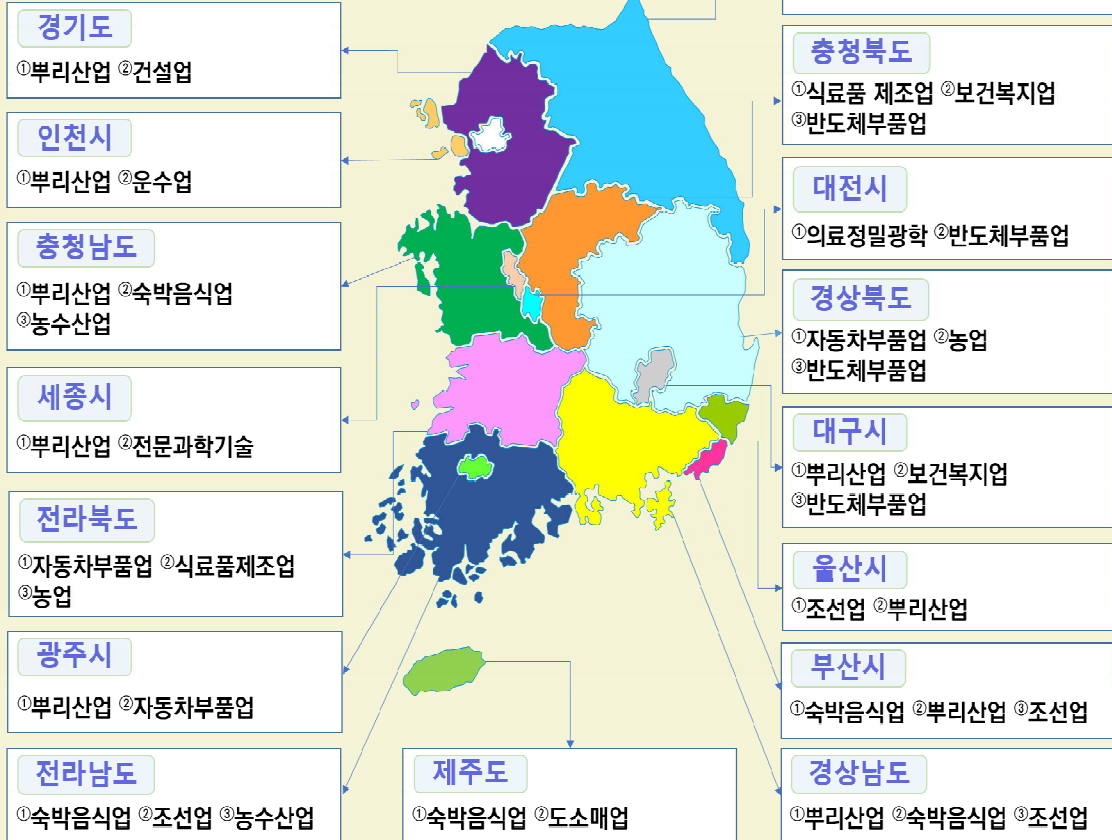 경기도
①뿌리산업 ②건설업
인천시
①뿌리산업 ②운수업
충청남도
①뿌리산업 ②숙박음식업
③농수산업
세종시
①뿌리산업 ②전문과학기술
전라북도
①자동차부품업 ②식료품제조업
③농업
광주시
①뿌리산업 ②자동차부품업
전라남도
①숙박음식업 ②조선업 ③농수산업
제주도
①숙박음식업 ②도소매업
충청북도
①식료품 제조업 ②보건복지업
③반도체부품업
대전시
①의료정밀광학 ②반도체부품업
경상북도
①자동차부품업 ②농업
③반도체부품업
대구시
①뿌리산업 ②보건복지업
③반도체부품업
울산시
①조선업 ②뿌리산업
부산시
①숙박음식업 ②뿌리산업 ③조선업
경상남도
①뿌리산업 ②숙박음식업 ③조선업